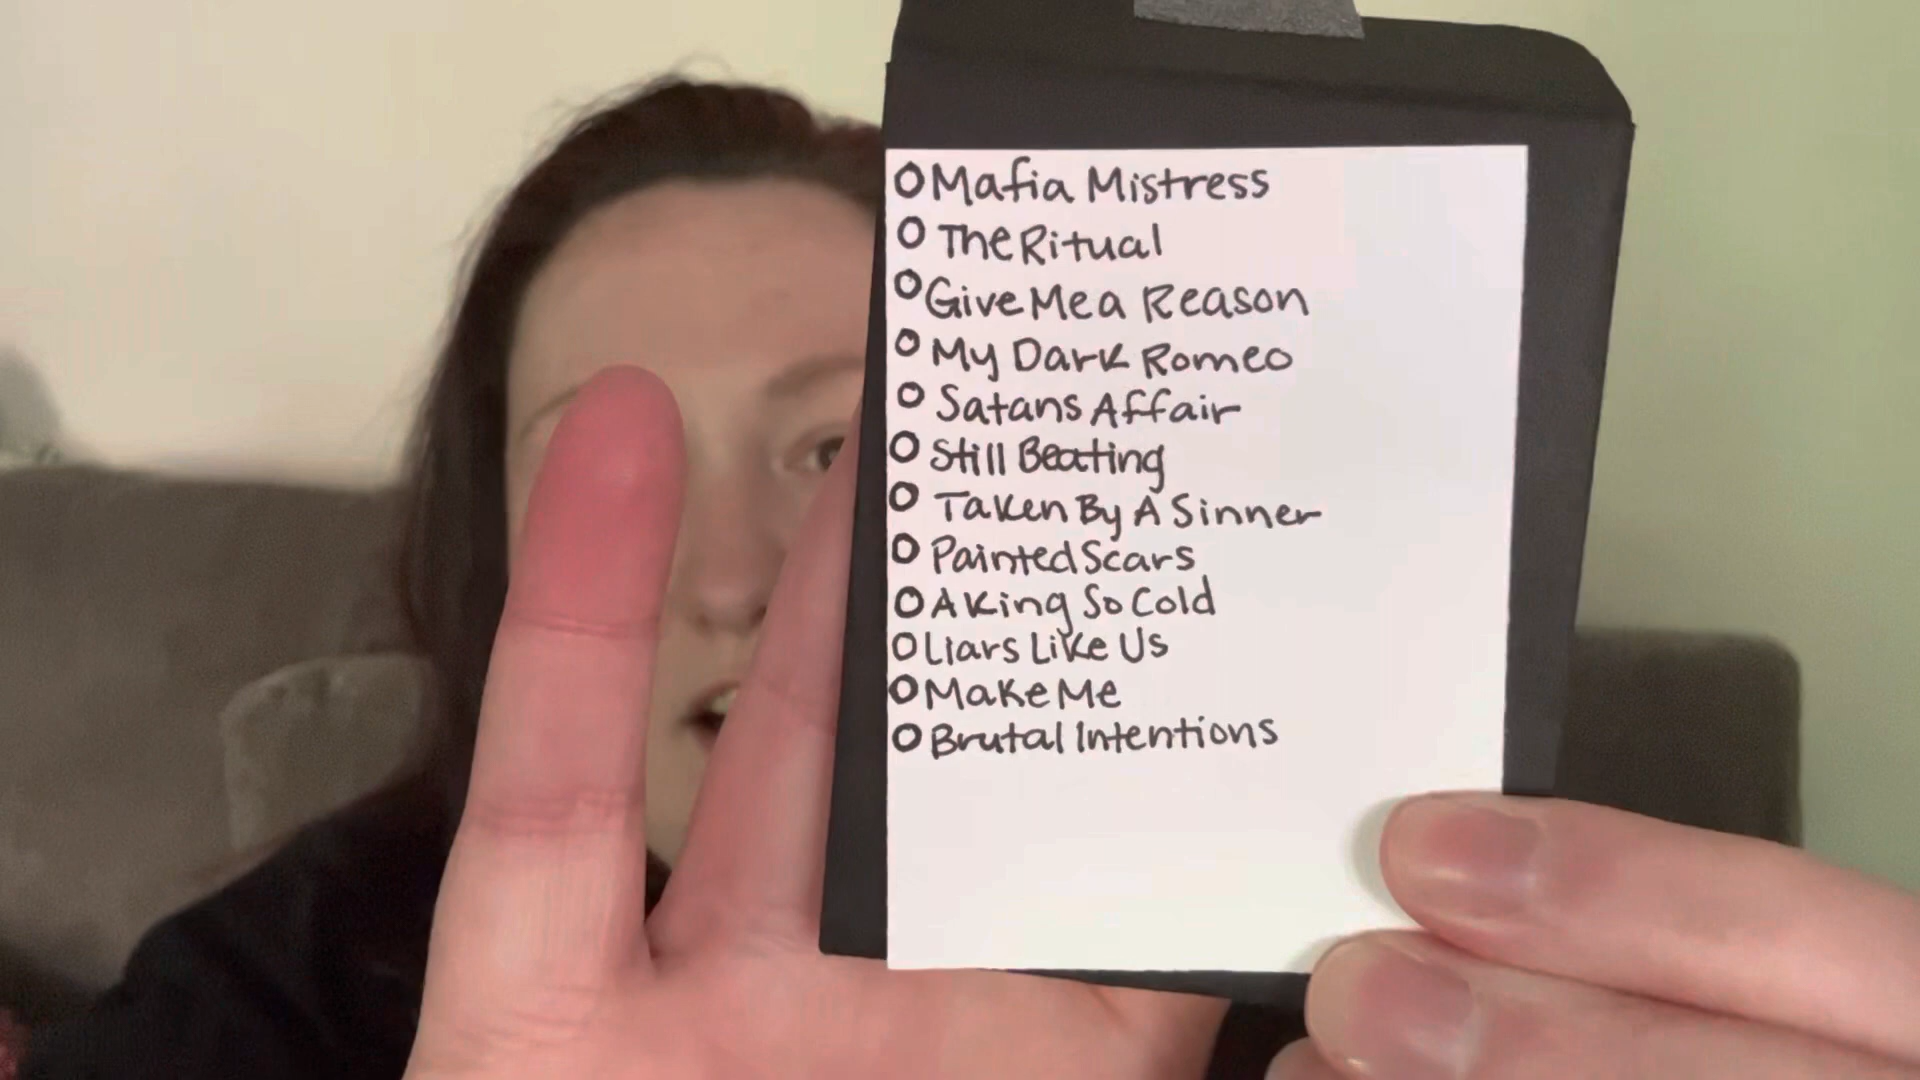 O Mafia Mistress
O The Ritual
O Give Me a Reason
O My Dark Romeo
O Satans Affair
O Still Beating
O Taken By A Sinner
O Painted Scars
O A King So Cold
O Liars Like Us
O Make Me
O Brutal Intentions